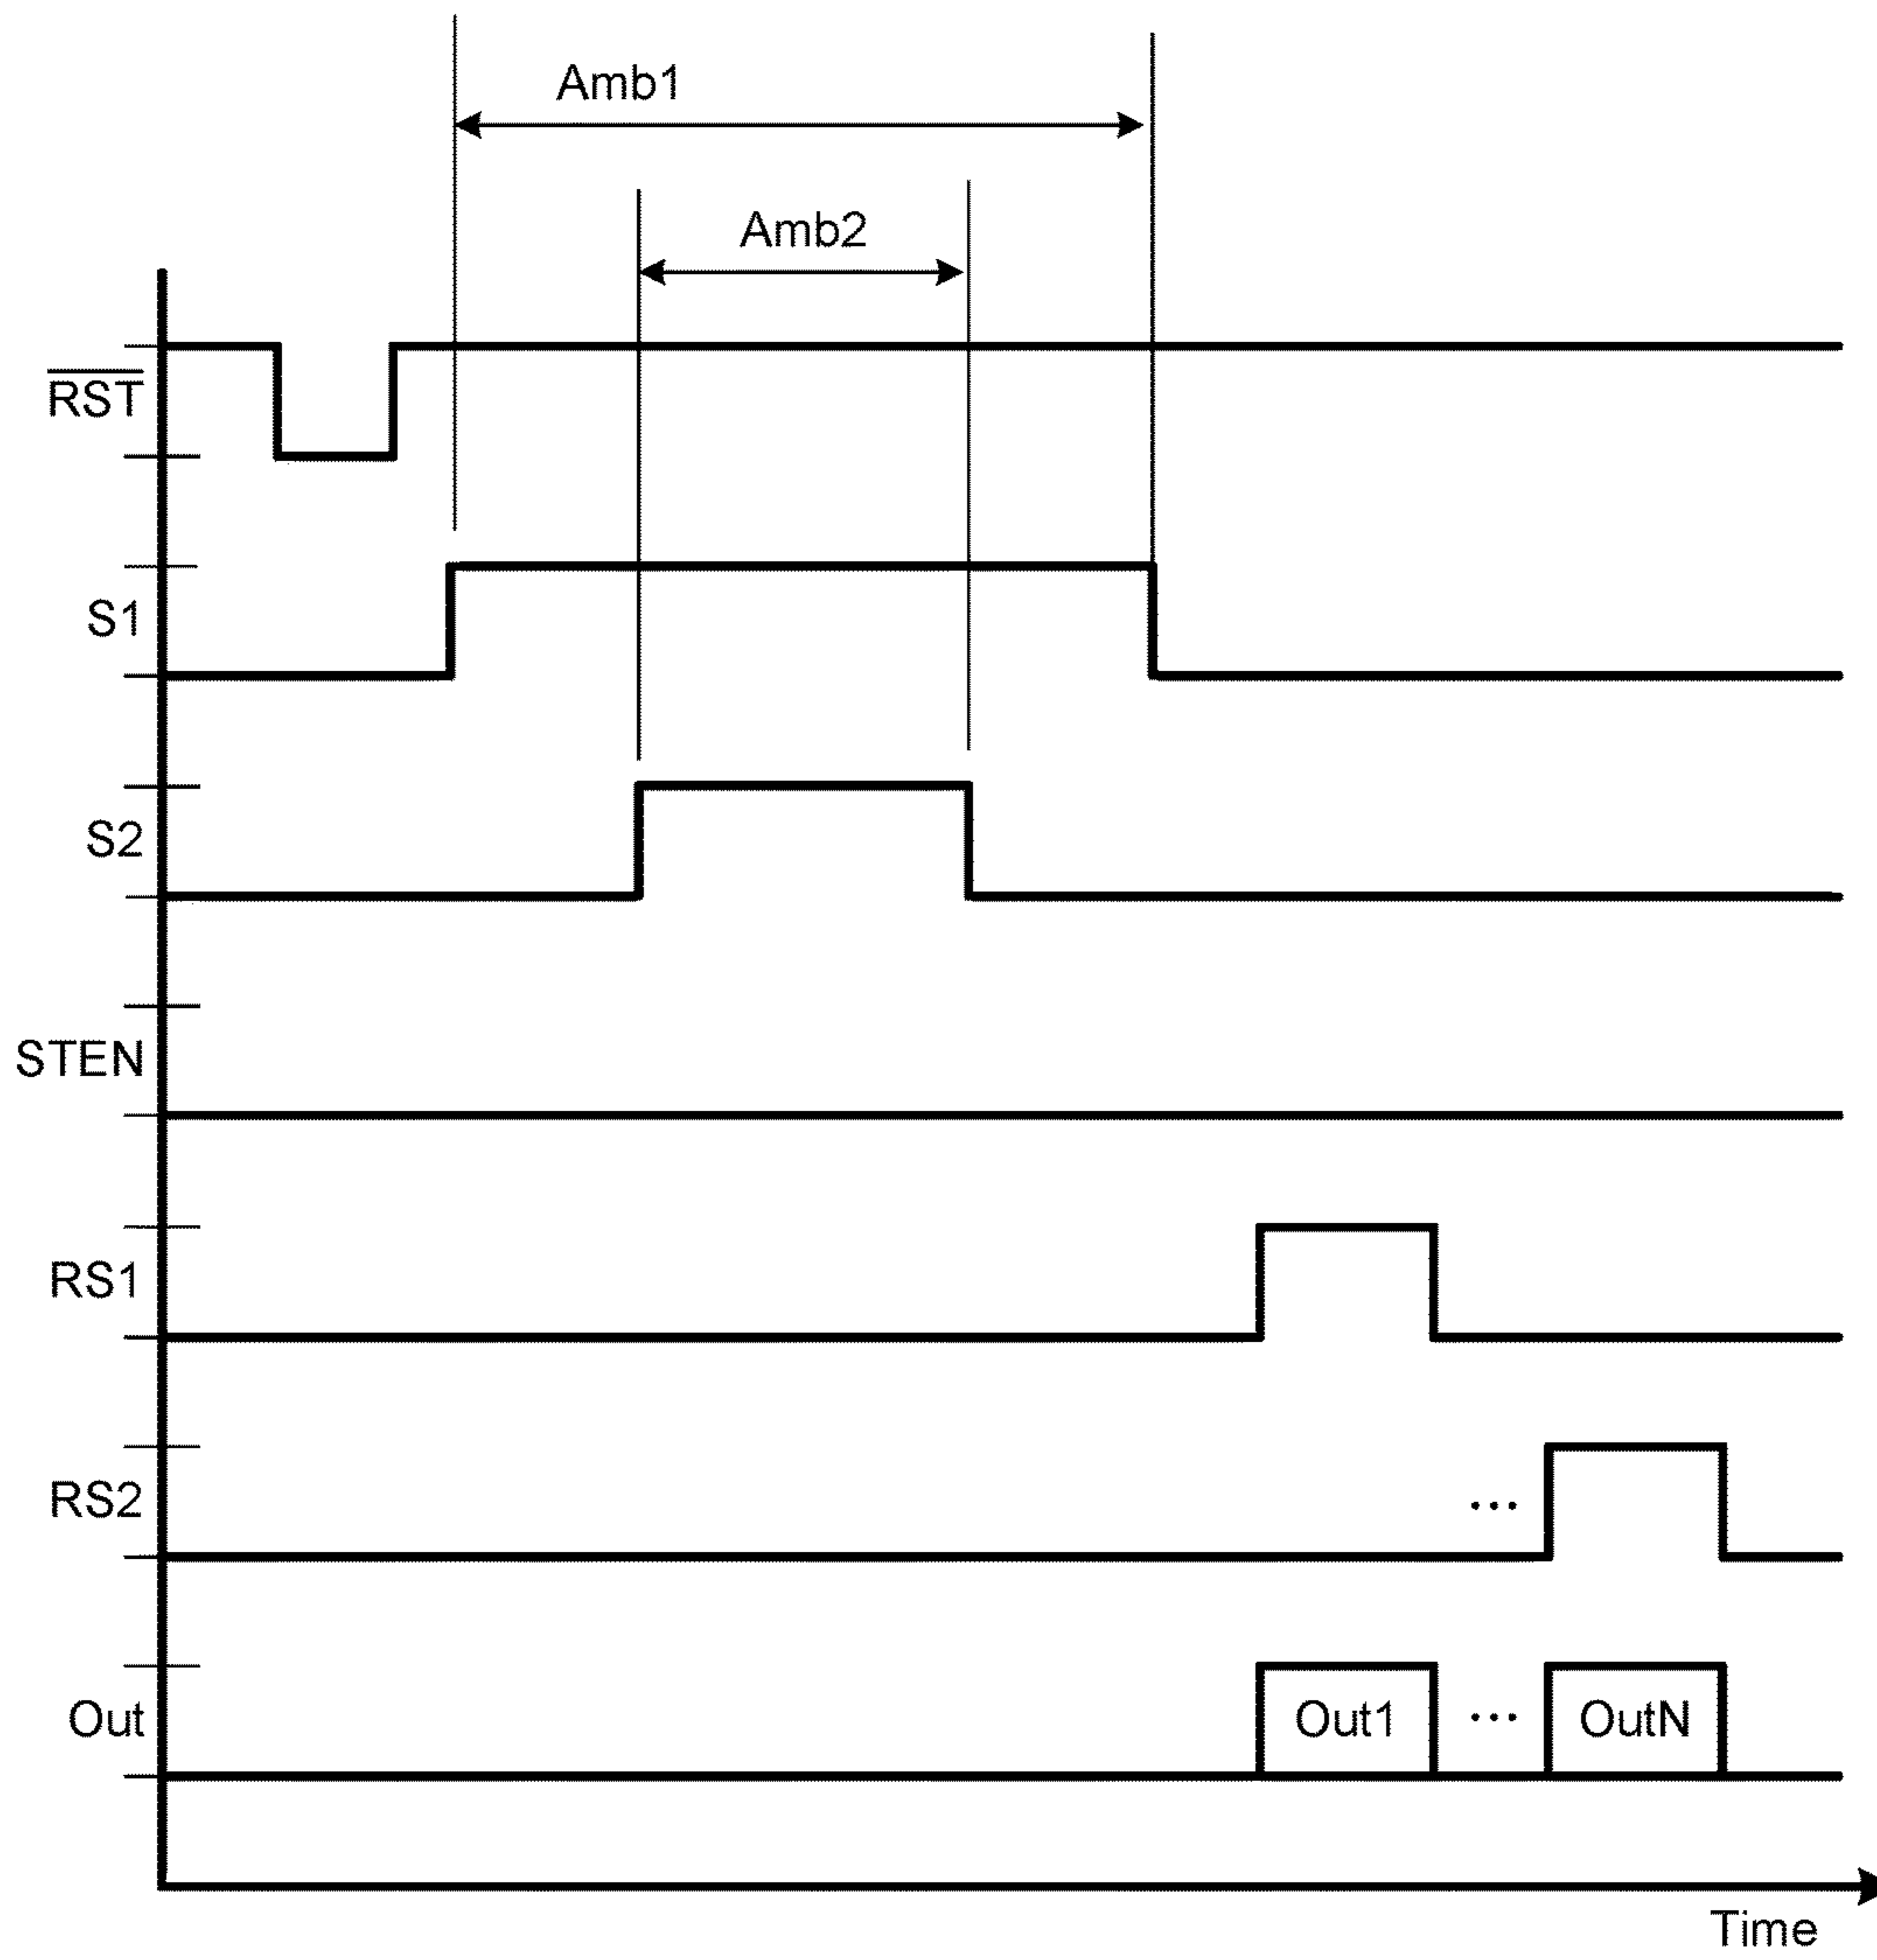 Amb1
Amb2
RST
S1
S2
STEN
RS1
RS2
...
Out
Out1
...
OutN
Time